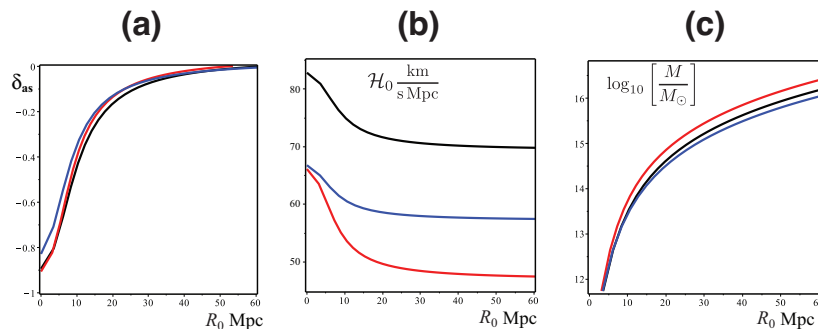 (a)
(b)
(c)
δas
0
−0.2
−0.4
−0.6
−0.8
−1
0 10 20 30 40 50 60
R₀ Mpc
ℋ₀ km/s Mpc
80
70
60
50
0 10 20 30 40 50 60
R₀ Mpc
log₁₀ [M/M⊙]
16
15
14
13
12
0 10 20 30 40 50 60
R₀ Mpc